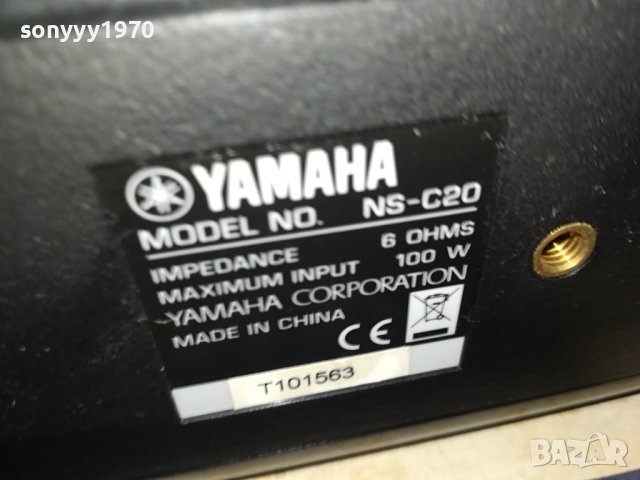 sonyyy1970
YAMAHA
MODEL NO. NS-C20
IMPEDANCE 6 OHMS
MAXIMUM INPUT 100 W
YAMAHA CORPORATION
MADE IN CHINA
CE
T101563
BAZAR